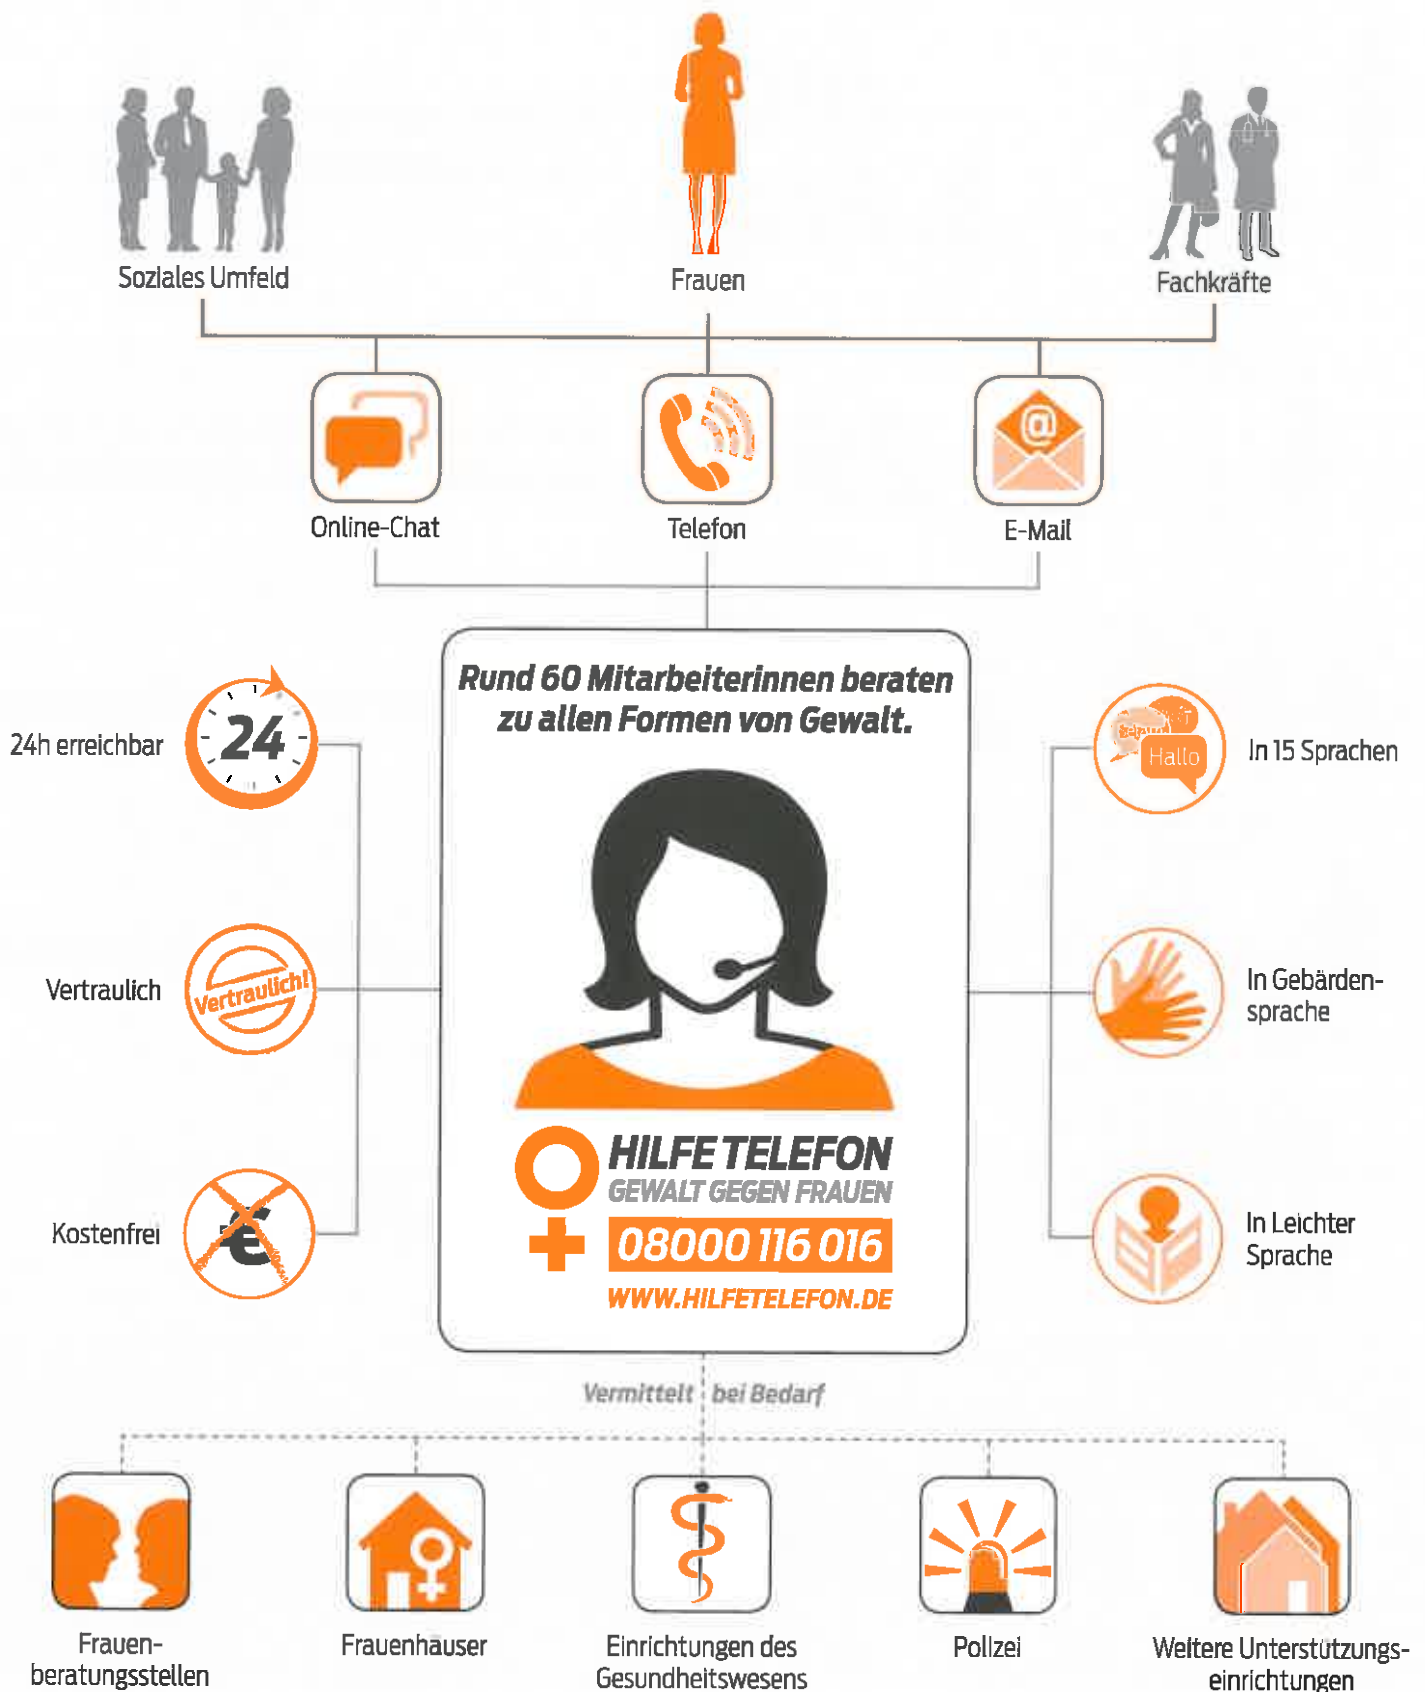 Soziales Umfeld
Frauen
Fachkräfte
@
Online-Chat
Telefon
E-Mail
Rund 60 Mitarbeiterinnen beraten
zu allen Formen von Gewalt.
24h erreichbar
24
Hallo
In 15 Sprachen
Vertraulich
Vertraulich!
In Gebärden-
sprache
Kostenfrei
€
In Leichter
Sprache
HILFETELEFON
GEWALT GEGEN FRAUEN
08000 116 016
WWW.HILFETELEFON.DE
Vermittelt bei Bedarf
Frauen-
beratungsstellen
Frauenhäuser
Einrichtungen des
Gesundheitswesens
Polizei
Weitere Unterstützungs-
einrichtungen